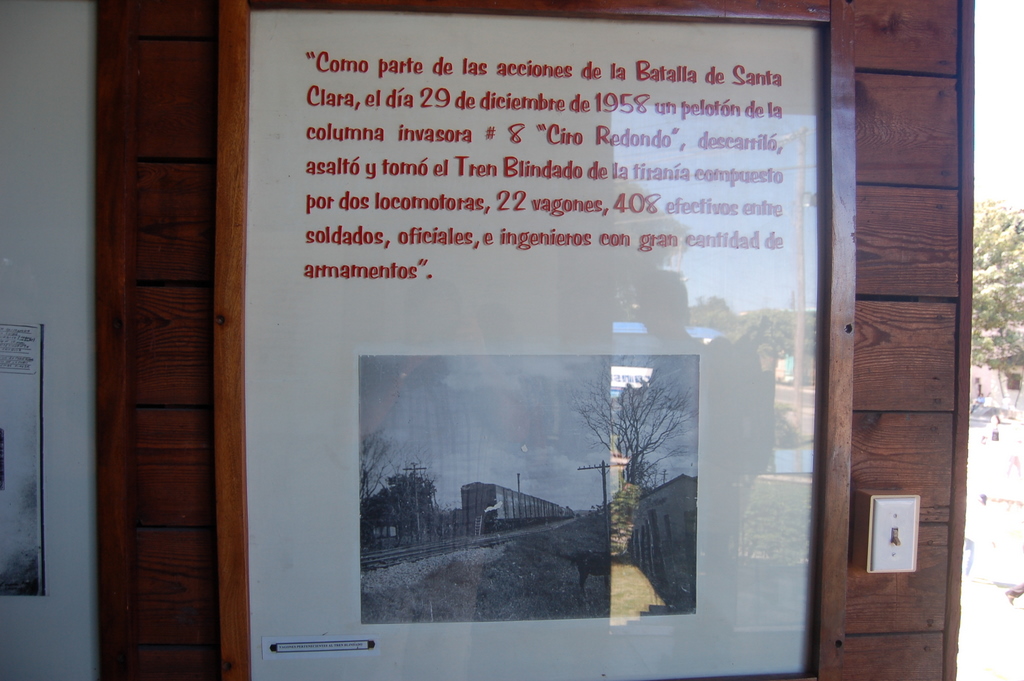 "Como parte de las acciones de la Batalla de Santa
Clara, el día 29 de diciembre de 1958 un pelotón de la
columna invasora # 8 "Ciro Redondo", descarriló,
asaltó y tomó el Tren Blindado de la tiranía compuesto
por dos locomotoras, 22 vagones, 408 efectivos entre
soldados, oficiales, e ingenieros con gran cantidad de
armamentos".